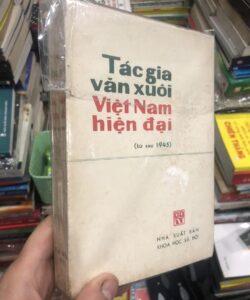 Tác gia
văn xuôi
Việt Nam
hiện đại
(từ sau 1945)
NHÀ XUẤT BẢN
KHOA HỌC XÃ HỘI